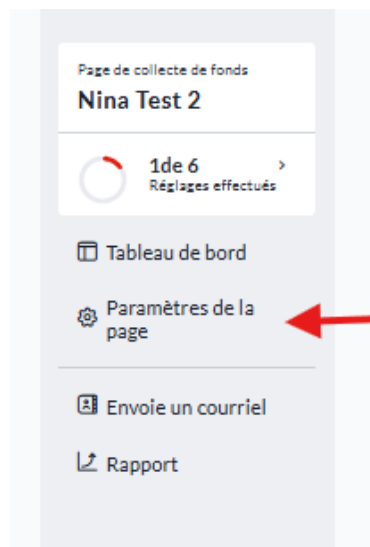 Page de collecte de fonds
Nina Test 2
1de 6
Réglages effectués
Tableau de bord
Paramètres de la
page
Envoie un courriel
Rapport